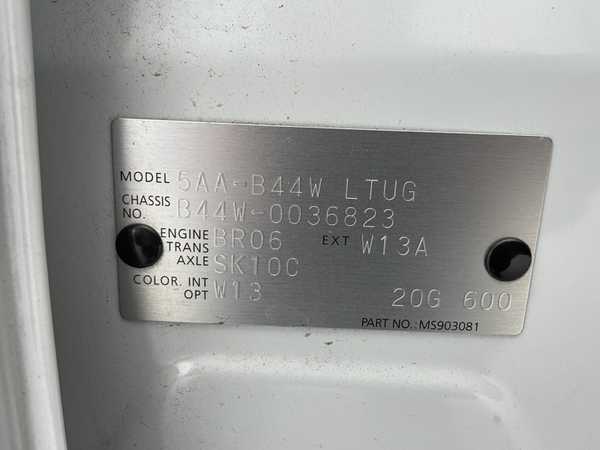 MODEL 5AA-B44W LTUG
CHASSIS NO. B44W-0036823
ENGINE BR06 EXT W13A
TRANS AXLE SK10C
COLOR. INT OPT W13 20G 600
PART NO.: MS903081